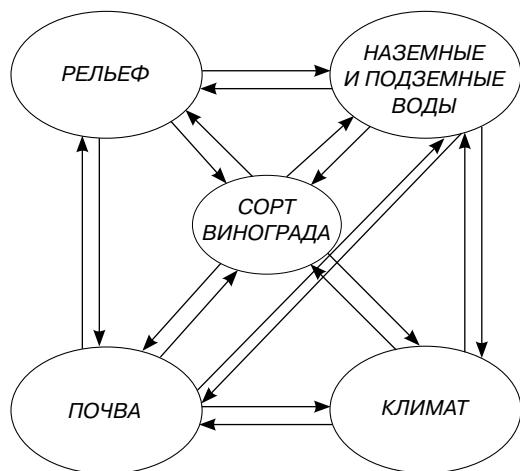 РЕЛЬЕФ
НАЗЕМНЫЕ
И ПОДЗЕМНЫЕ
ВОДЫ
СОРТ
ВИНОГРАДА
ПОЧВА
КЛИМАТ